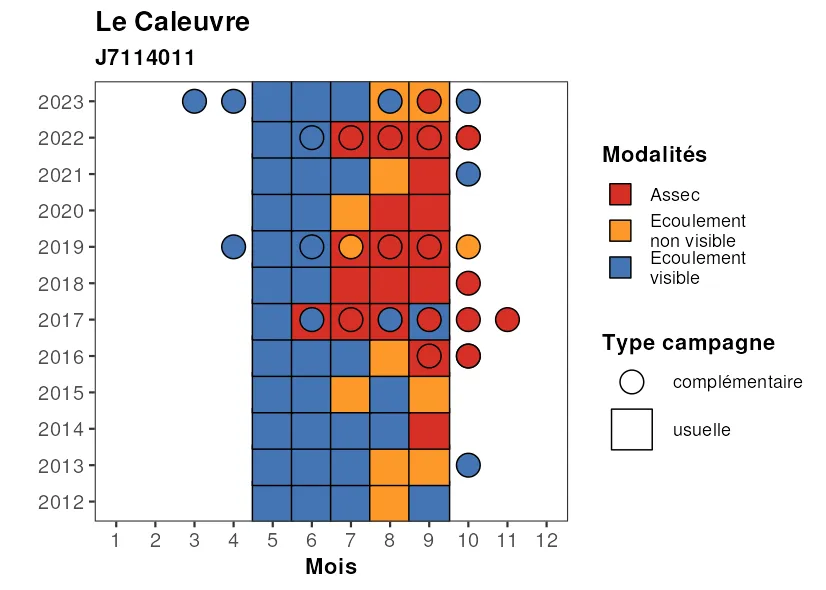 Le Caleuvre
J7114011
2023
2022
2021
2020
2019
2018
2017
2016
2015
2014
2013
2012
1 2 3 4 5 6 7 8 9 10 11 12
Mois
Modalités
Assec
Ecoulement
non visible
Ecoulement
visible
Type campagne
complémentaire
usuelle